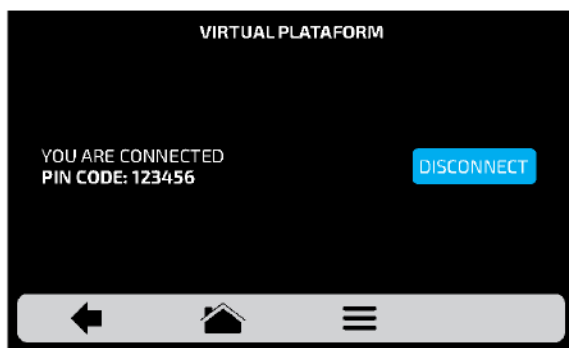 VIRTUAL PLATAFORM
YOU ARE CONNECTED
PIN CODE: 123456
DISCONNECT